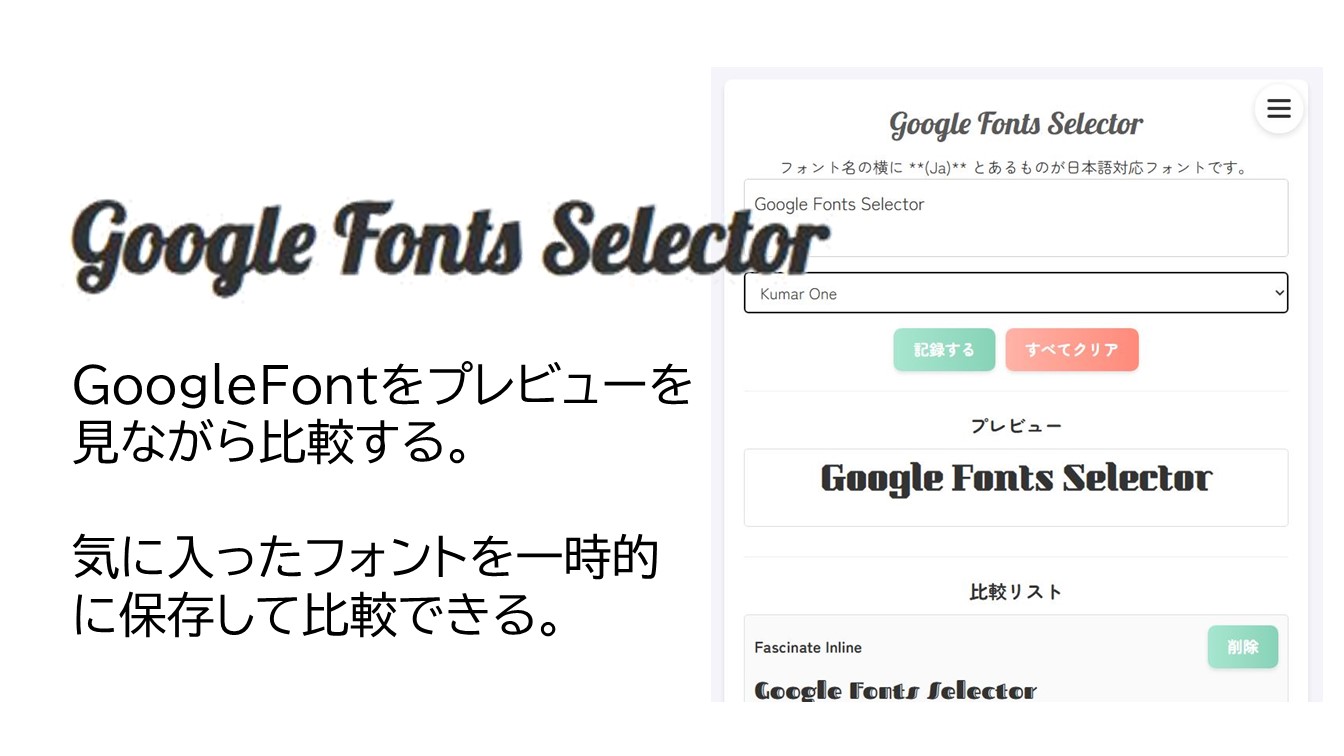 Google Fonts Selector
GoogleFontをプレビューを
見ながら比較する。
気に入ったフォントを一時的
に保存して比較できる。
Google Fonts Selector
フォント名の横に **(Ja)** とあるものが日本語対応フォントです。
Google Fonts Selector
Kumar One
記録する
すべてクリア
プレビュー
Google Fonts Selector
比較リスト
Fascinate Inline
削除
Google Fonts Selector